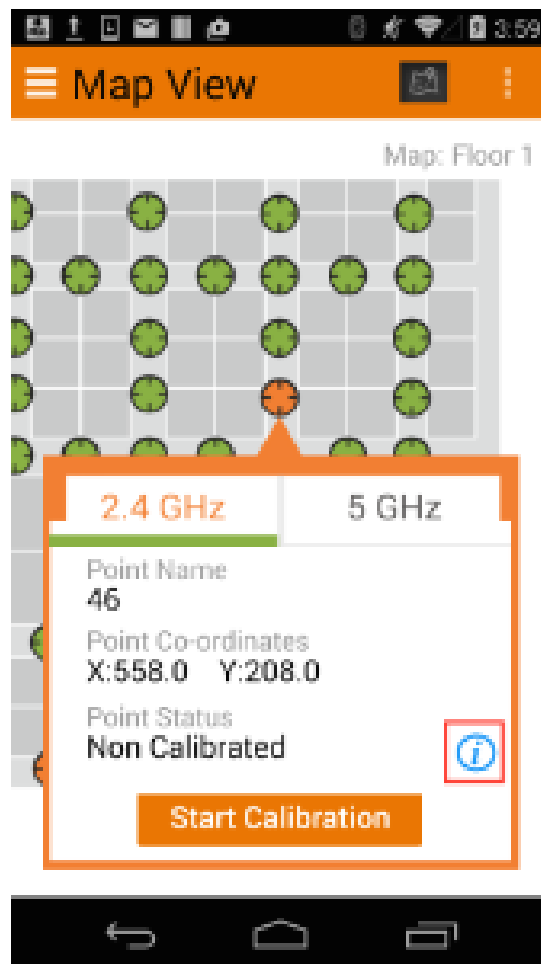 3:59
Map View
Map: Floor 1
2.4 GHz 5 GHz
Point Name
46
Point Co-ordinates
X:558.0 Y:208.0
Point Status
Non Calibrated
i
Start Calibration